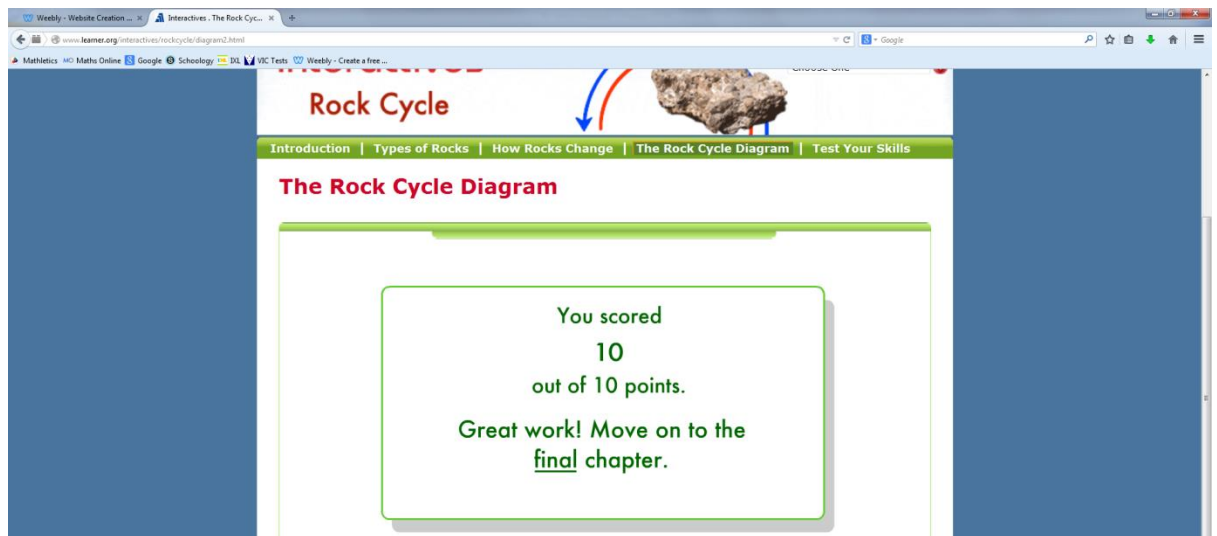 Weebly - Website Creation ... Interactives . The Rock Cyc...
www.learner.org/interactives/rockcycle/diagram2.html Google
Mathletics Maths Online Google Schoology IXL VIC Tests Weebly - Create a free ...
Rock Cycle
Introduction | Types of Rocks | How Rocks Change | The Rock Cycle Diagram | Test Your Skills
The Rock Cycle Diagram
You scored
10
out of 10 points.
Great work! Move on to the
final chapter.